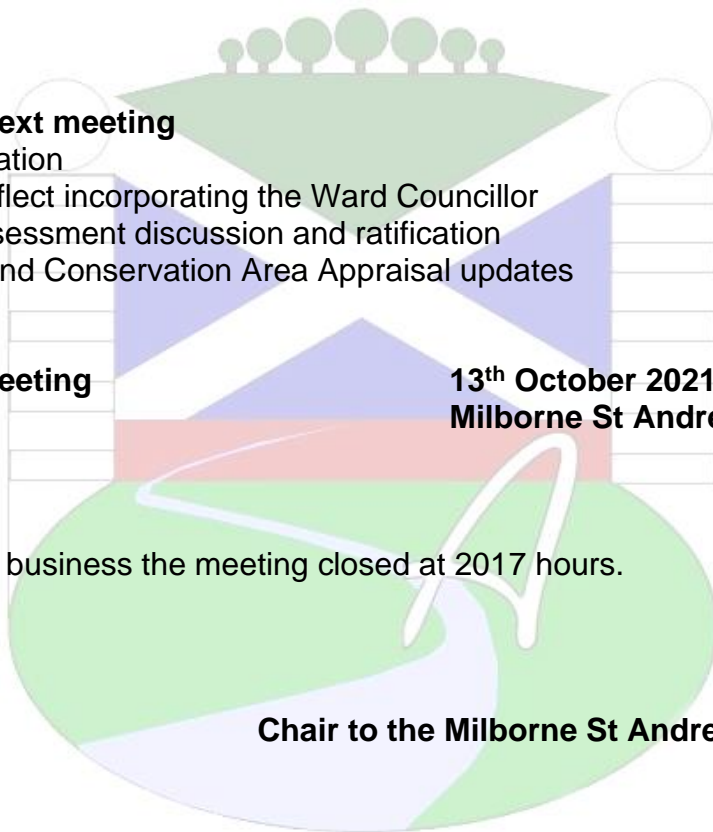 ext meeting
ation
flect incorporating the Ward Councillor
sessment discussion and ratification
nd Conservation Area Appraisal updates
eeting 13th October 2021
Milborne St Andre
A
business the meeting closed at 2017 hours.
Chair to the Milborne St Andre